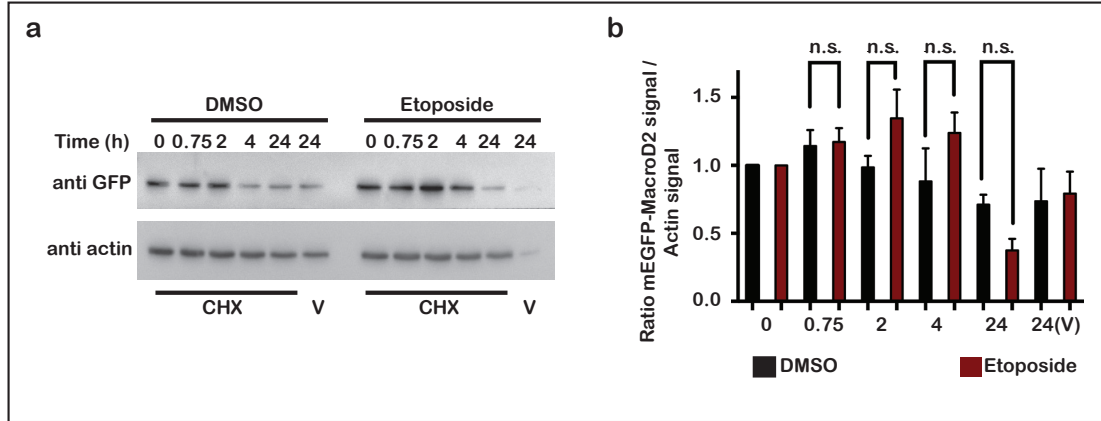 a
DMSO Etoposide
Time (h) 0 0.75 2 4 24 24 0 0.75 2 4 24 24
anti GFP
anti actin
CHX V CHX V
b
n.s. n.s. n.s. n.s.
Ratio mEGFP-MacroD2 signal /
Actin signal
1.5
1.0
0.5
0.0
0 0.75 2 4 24 24(V)
DMSO Etoposide